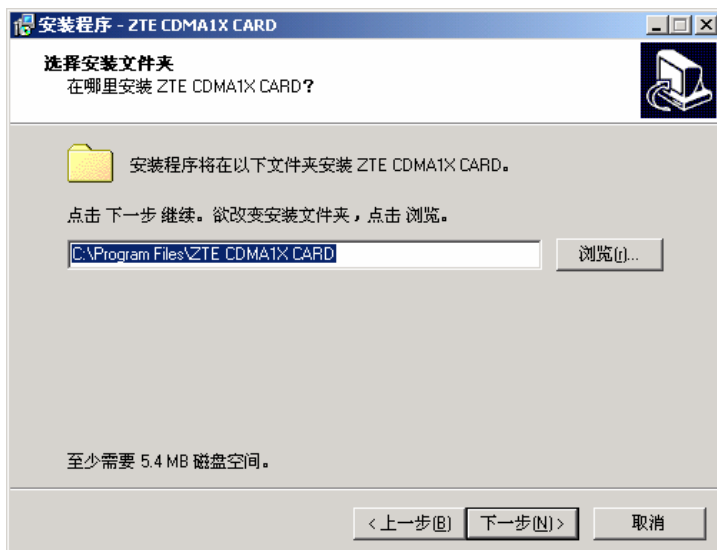 安装程序 - ZTE CDMA1X CARD
选择安装文件夹
在哪里安装 ZTE CDMA1X CARD?
安装程序将在以下文件夹安装 ZTE CDMA1X CARD。
点击 下一步 继续。欲改变安装文件夹，点击 浏览。
C:\Program Files\ZTE CDMA1X CARD
浏览(r)...
至少需要 5.4 MB 磁盘空间。
<上一步(B) 下一步(N)> 取消